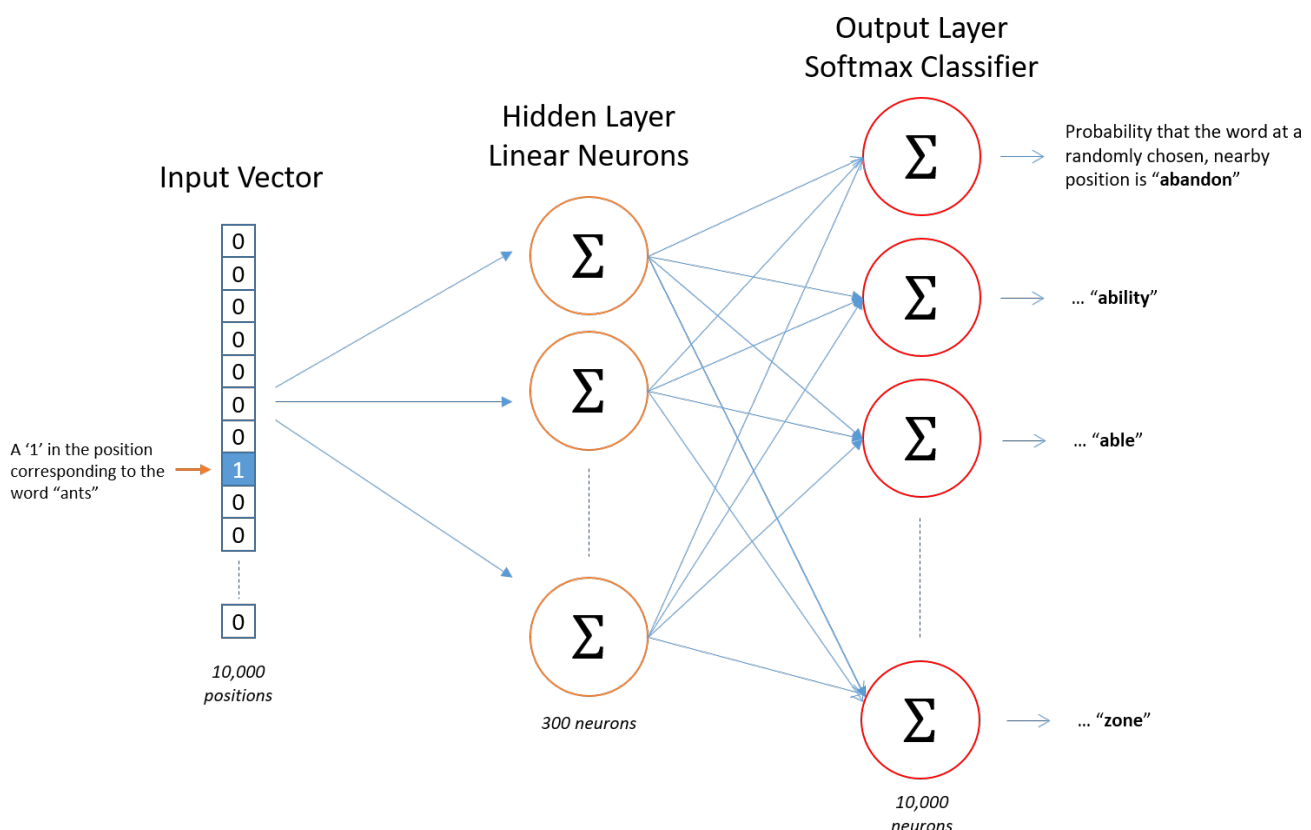 Output Layer
Softmax Classifier
Hidden Layer
Linear Neurons
Input Vector
Probability that the word at a
randomly chosen, nearby
position is “abandon”
… “ability”
… “able”
… “zone”
A ‘1’ in the position
corresponding to the
word “ants”
0
0
0
0
0
0
0
1
0
0
0
10,000
positions
Σ
Σ
Σ
300 neurons
Σ
Σ
Σ
Σ
10,000
neurons